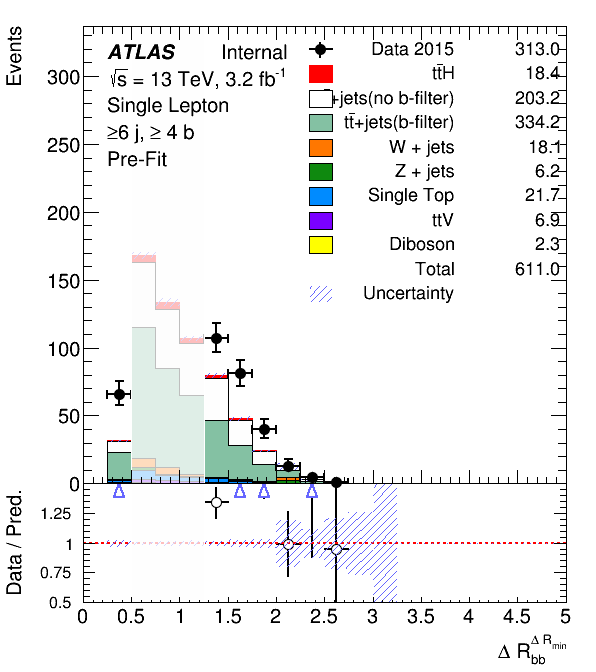 Events
ATLAS Internal
√s = 13 TeV, 3.2 fb-1
Single Lepton
≥6 j, ≥ 4 b
Pre-Fit
Data 2015 313.0
tt̄H 18.4
+jets(no b-filter) 203.2
tt̄+jets(b-filter) 334.2
W + jets 18.1
Z + jets 6.2
Single Top 21.7
ttV 6.9
Diboson 2.3
Total 611.0
Uncertainty
300
250
200
150
100
50
0
Data / Pred.
1.25
1
0.75
0.5
0 0.5 1 1.5 2 2.5 3 3.5 4 4.5 5
Δ R bb Δ R min